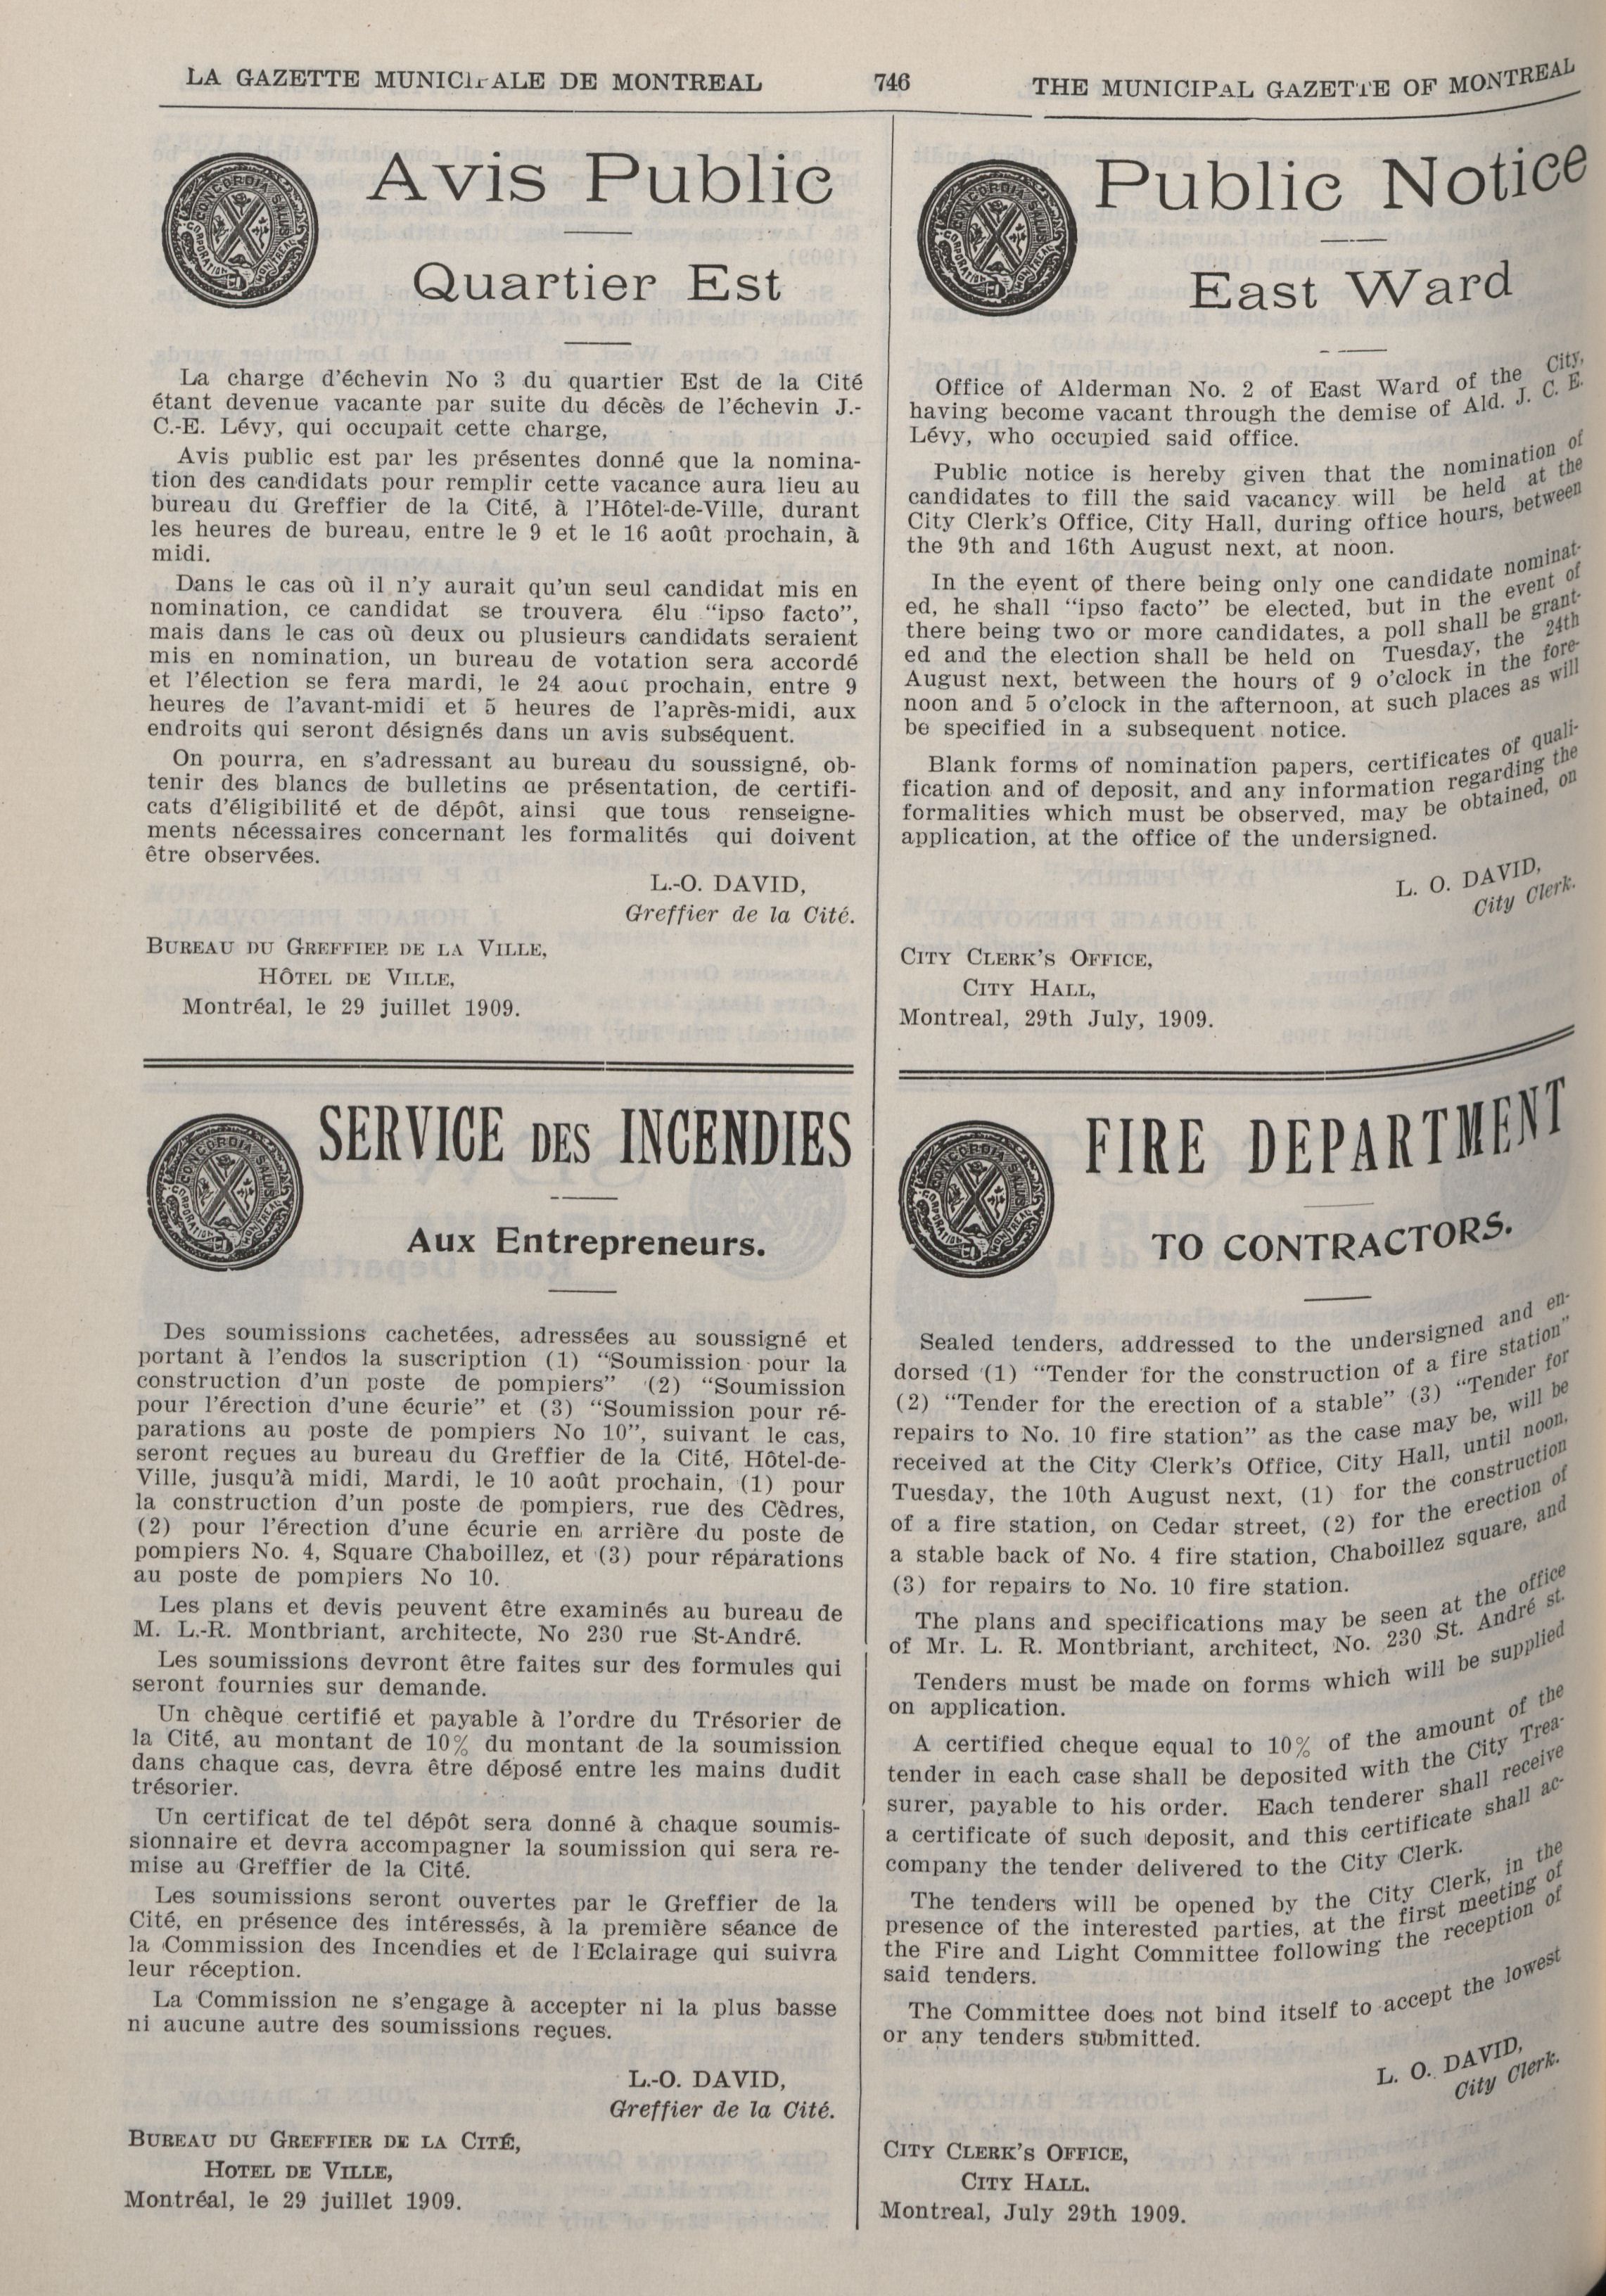 LA GAZETTE MUNICIPALE DE MONTREAL 746 THE MUNICIPAL GAZETTE OF MONTREAL
Avis Public
Quartier Est
La charge d'échevin No 3 du quartier Est de la Cité
étant devenue vacante par suite du décès de l'échevin J.-
C.-E. Lévy, qui occupait cette charge,
Avis public est par les présentes donné que la nomina-
tion des candidats pour remplir cette vacance aura lieu au
bureau du Greffier de la Cité, à l'Hôtel-de-Ville, durant
les heures de bureau, entre le 9 et le 16 août prochain, à
midi.
Dans le cas où il n'y aurait qu'un seul candidat mis en
nomination, ce candidat se trouvera élu "ipso facto",
mais dans le cas où deux ou plusieurs candidats seraient
mis en nomination, un bureau de votation sera accordé
et l'élection se fera mardi, le 24 aout prochain, entre 9
heures de l'avant-midi et 5 heures de l'après-midi, aux
endroits qui seront désignés dans un avis subséquent.
On pourra, en s'adressant au bureau du soussigné, ob-
tenir des blancs de bulletins de présentation, de certifi-
cats d'éligibilité et de dépôt, ainsi que tous renseigne-
ments nécessaires concernant les formalités qui doivent
être observées.
L.-O. DAVID,
Greffier de la Cité.
BUREAU DU GREFFIER DE LA VILLE,
HÔTEL DE VILLE,
Montréal, le 29 juillet 1909.
SERVICE DES INCENDIES
Aux Entrepreneurs.
Des soumissions cachetées, adressées au soussigné et
portant à l'endos la suscription (1) "Soumission pour la
construction d'un poste de pompiers" (2) "Soumission
pour l'érection d'une écurie" et (3) "Soumission pour ré-
parations au poste de pompiers No 10", suivant le cas,
seront reçues au bureau du Greffier de la Cité, Hôtel-de-
Ville, jusqu'à midi, Mardi, le 10 août prochain, (1) pour
la construction d'un poste de pompiers, rue des Cèdres,
(2) pour l'érection d'une écurie en arrière du poste de
pompiers No. 4, Square Chaboillez, et (3) pour réparations
au poste de pompiers No 10.
Les plans et devis peuvent être examinés au bureau de
M. L.-R. Montbriant, architecte, No 230 rue St-André.
Les soumissions devront être faites sur des formules qui
seront fournies sur demande.
Un chèque certifié et payable à l'ordre du Trésorier de
la Cité, au montant de 10% du montant de la soumission
dans chaque cas, devra être déposé entre les mains dudit
trésorier.
Un certificat de tel dépôt sera donné à chaque soumis-
sionnaire et devra accompagner la soumission qui sera re-
mise au Greffier de la Cité.
Les soumissions seront ouvertes par le Greffier de la
Cité, en présence des intéressés, à la première séance de
la Commission des Incendies et de l'Eclairage qui suivra
leur réception.
La Commission ne s'engage à accepter ni la plus basse
ni aucune autre des soumissions reçues.
L.-O. DAVID,
Greffier de la Cité.
BUREAU DU GREFFIER DE LA CITÉ,
HOTEL DE VILLE,
Montréal, le 29 juillet 1909.
Public Notice
East Ward
Office of Alderman No. 2 of East Ward of the City,
having become vacant through the demise of Ald. J. C. E.
Lévy, who occupied said office.
Public notice is hereby given that the nomination of
candidates to fill the said vacancy will be held at the
City Clerk's Office, City Hall, during office hours, between
the 9th and 16th August next, at noon.
In the event of there being only one candidate nominat-
ed, he shall "ipso facto" be elected, but in the event of
there being two or more candidates, a poll shall be grant-
ed and the election shall be held on Tuesday, the 24th
August next, between the hours of 9 o'clock in the fore-
noon and 5 o'clock in the afternoon, at such places as will
be specified in a subsequent notice.
Blank forms of nomination papers, certificates of quali-
fication and of deposit, and any information regarding the
formalities which must be observed, may be obtained, on
application, at the office of the undersigned.
L. O. DAVID,
City Clerk.
CITY CLERK'S OFFICE,
CITY HALL,
Montreal, 29th July, 1909.
FIRE DEPARTMENT
TO CONTRACTORS.
Sealed tenders, addressed to the undersigned and en-
dorsed (1) "Tender for the construction of a fire station"
(2) "Tender for the erection of a stable" (3) "Tender for
repairs to No. 10 fire station" as the case may be, will be
received at the City Clerk's Office, City Hall, until noon,
Tuesday, the 10th August next, (1) for the construction
of a fire station, on Cedar street, (2) for the erection of
a stable back of No. 4 fire station, Chaboillez square, and
(3) for repairs to No. 10 fire station.
The plans and specifications may be seen at the office
of Mr. L. R. Montbriant, architect, No. 230 St. André st.
Tenders must be made on forms which will be supplied
on application.
A certified cheque equal to 10% of the amount of the
tender in each case shall be deposited with the City Trea-
surer, payable to his order. Each tenderer shall receive
a certificate of such deposit, and this certificate shall ac-
company the tender delivered to the City Clerk.
The tenders will be opened by the City Clerk, in the
presence of the interested parties, at the first meeting of
the Fire and Light Committee following the reception of
said tenders.
The Committee does not bind itself to accept the lowest
or any tenders submitted.
L. O. DAVID,
City Clerk.
CITY CLERK'S OFFICE,
CITY HALL.
Montreal, July 29th 1909.